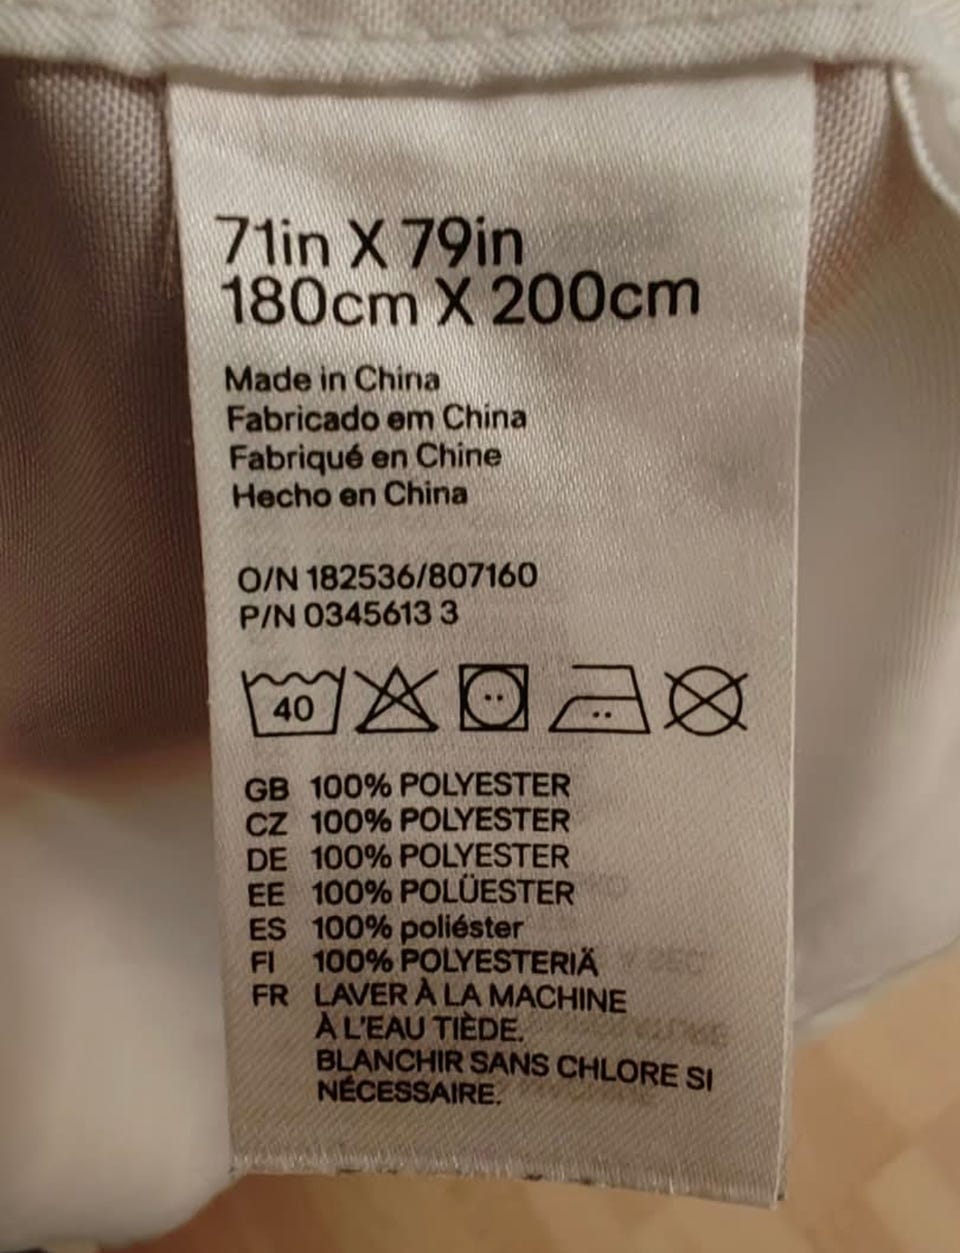 71in X 79in
180cm X 200cm
Made in China
Fabricado em China
Fabriqué en Chine
Hecho en China
O/N 182536/807160
P/N 0345613 3
40
GB 100% POLYESTER
CZ 100% POLYESTER
DE 100% POLYESTER
EE 100% POLÜESTER
ES 100% poliéster
FI 100% POLYESTERIÄ
FR LAVER À LA MACHINE
À L'EAU TIÈDE.
BLANCHIR SANS CHLORE SI
NÉCESSAIRE.